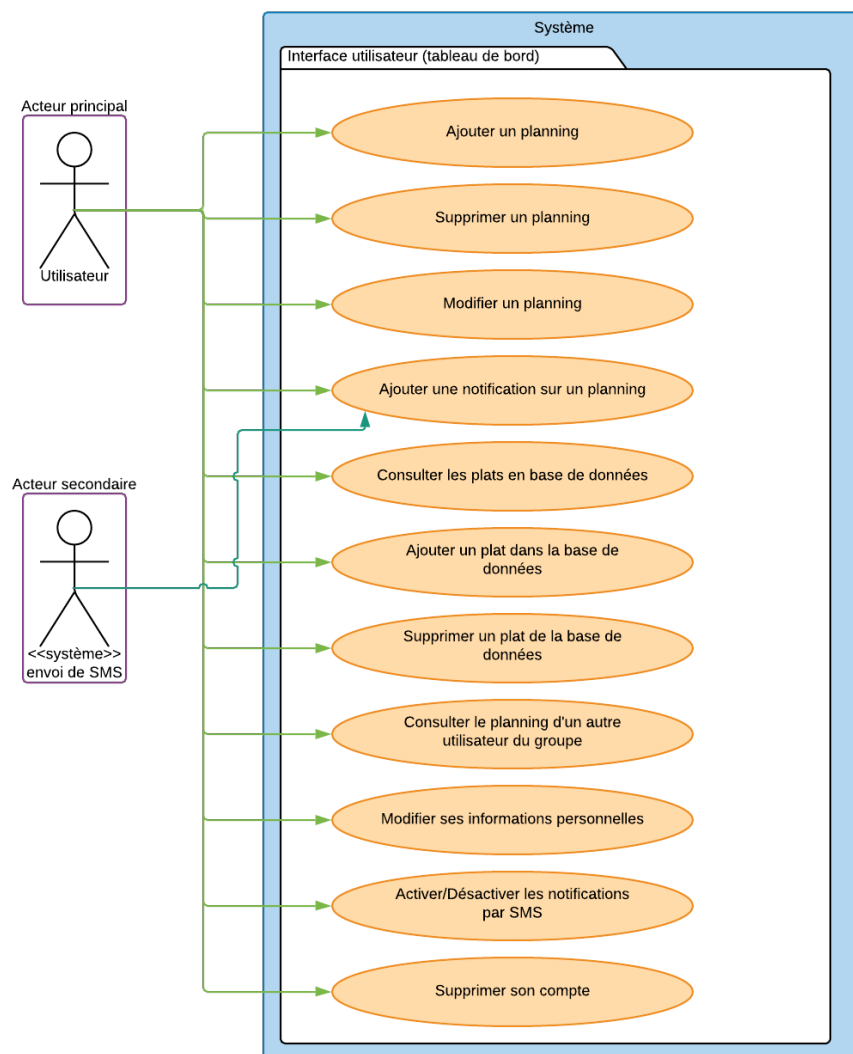 Système
Interface utilisateur (tableau de bord)
Acteur principal
Utilisateur
Ajouter un planning
Supprimer un planning
Modifier un planning
Ajouter une notification sur un planning
Acteur secondaire
<<système>>
envoi de SMS
Consulter les plats en base de données
Ajouter un plat dans la base de
données
Supprimer un plat de la base de
données
Consulter le planning d'un autre
utilisateur du groupe
Modifier ses informations personnelles
Activer/Désactiver les notifications
par SMS
Supprimer son compte